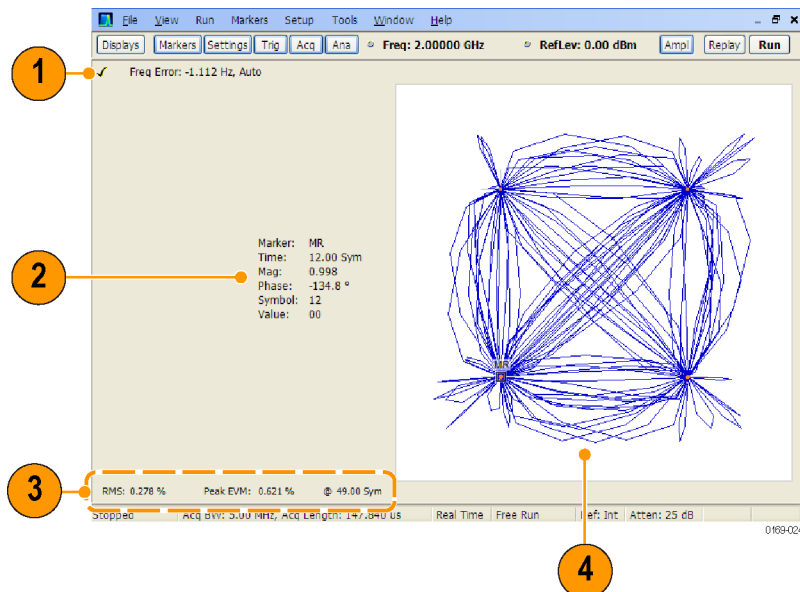 File View Run Markers Setup Tools Window Help
Displays Markers Settings Trig Acq Ana Freq: 2.00000 GHz RefLev: 0.00 dBm Ampl Replay Run
1
Freq Error: -1.112 Hz, Auto
2
Marker: MR
Time: 12.00 Sym
Mag: 0.998
Phase: -134.8 °
Symbol: 12
Value: 00
MR
3
RMS: 0.278 % Peak EVM: 0.621 % @ 49.00 Sym
Stopped Acq BW: 5.00 MHz, Acq Length: 147.840 us Real Time Free Run Ref: Int Atten: 25 dB
0169-024
4